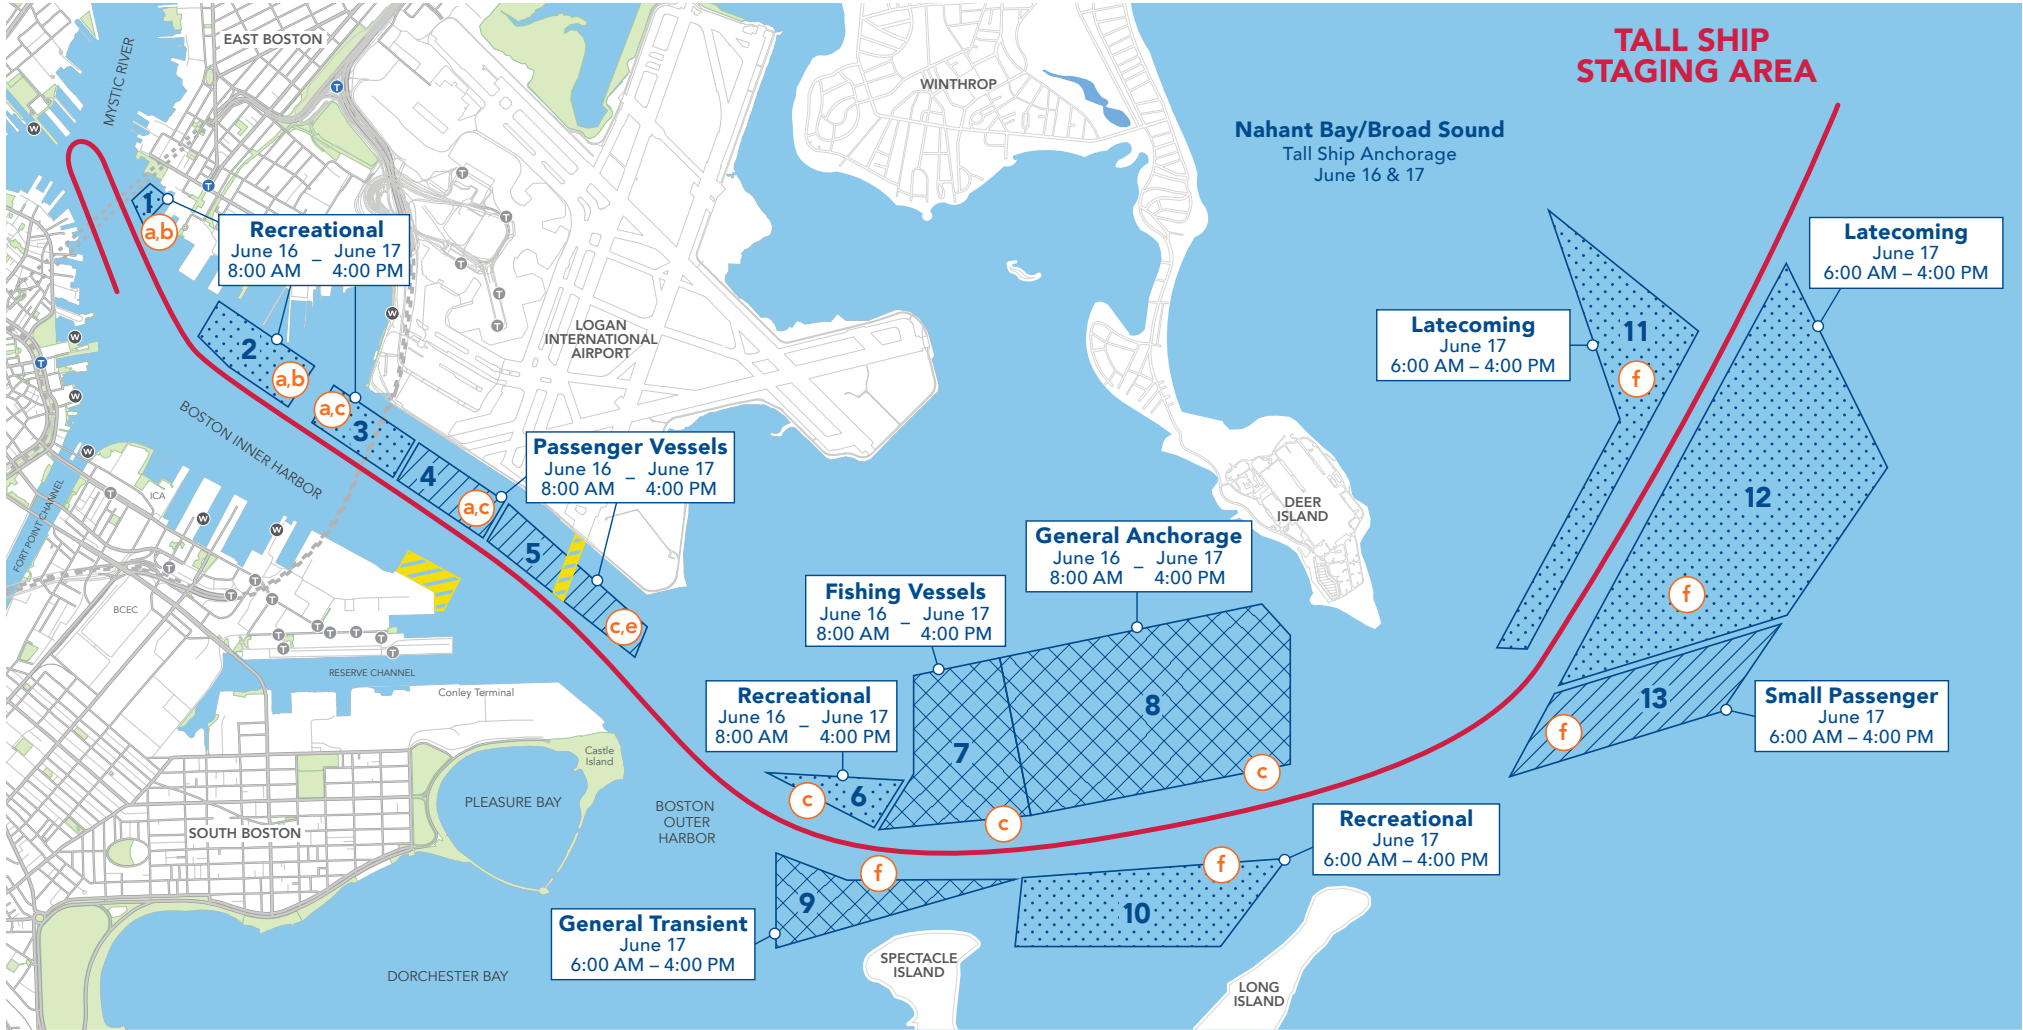 TALL SHIP
STAGING AREA
EAST BOSTON
MYSTIC RIVER
WINTHROP
Nahant Bay/Broad Sound
Tall Ship Anchorage
June 16 & 17
W
T
T
T
T
T
T
T
W
W
W
T
W
W
W
T
T
T
T
T
T
T
T
T
T
T
1
a,b
Recreational
June 16 – June 17
8:00 AM 4:00 PM
2
a,b
a,c
3
LOGAN
INTERNATIONAL
AIRPORT
Latecoming
June 17
6:00 AM – 4:00 PM
Latecoming
June 17
6:00 AM – 4:00 PM
11
f
12
f
BOSTON INNER HARBOR
4
a,c
Passenger Vessels
June 16 – June 17
8:00 AM 4:00 PM
5
c,e
FORT POINT CHANNEL
ICA
BCEC
DEER
ISLAND
General Anchorage
June 16 – June 17
8:00 AM 4:00 PM
Fishing Vessels
June 16 – June 17
8:00 AM 4:00 PM
RESERVE CHANNEL
Conley Terminal
Recreational
June 16 – June 17
8:00 AM 4:00 PM
6
c
7
c
8
c
13
f
Small Passenger
June 17
6:00 AM – 4:00 PM
Castle
Island
PLEASURE BAY
BOSTON
OUTER
HARBOR
SOUTH BOSTON
Recreational
June 17
6:00 AM – 4:00 PM
9
f
10
f
General Transient
June 17
6:00 AM – 4:00 PM
DORCHESTER BAY
SPECTACLE
ISLAND
LONG
ISLAND